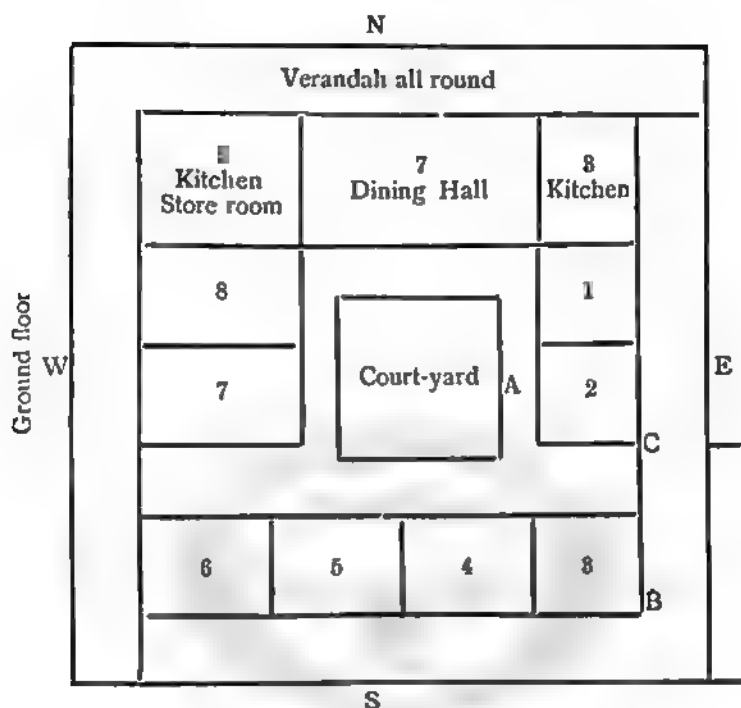 N
Verandah all round
Kitchen
Store room
7
Dining Hall
8
Kitchen
8
1
Ground floor
W
7
Court-yard
A
2
E
C
6
5
4
3
B
S